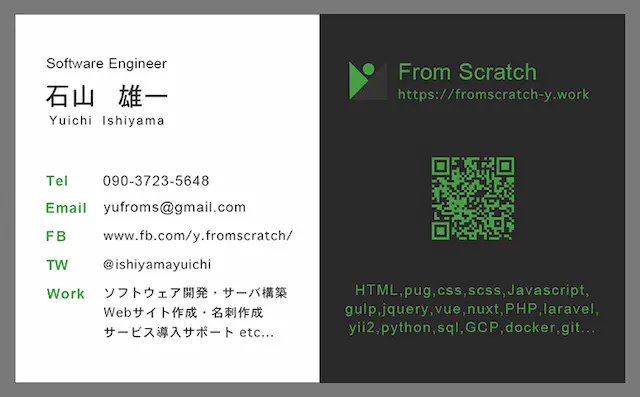 Software Engineer
石山 雄一
Yuichi Ishiyama
Tel 090-3723-5648
Email yufroms@gmail.com
FB www.fb.com/y.fromscratch/
TW @ishiyamayuichi
Work ソフトウェア開発・サーバ構築
Webサイト作成・名刺作成
サービス導入サポート etc...
From Scratch
https://fromscratch-y.work
HTML,pug,css,scss,Javascript,
gulp,jquery,vue,nuxt,PHP,laravel,
yii2,python,sql,GCP,docker,git...